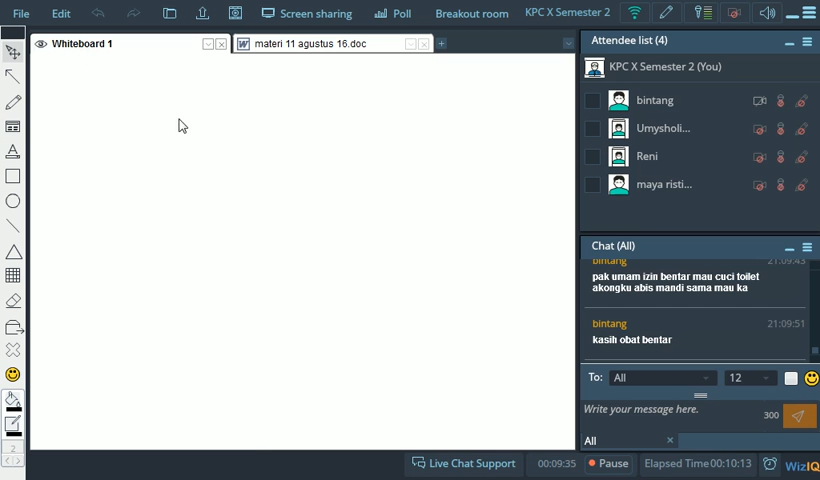 File Edit Screen sharing Poll Breakout room KPC X Semester 2
Whiteboard 1
materi 11 agustus 16.doc
Attendee list (4)
KPC X Semester 2 (You)
bintang
Umysholi...
Reni
maya risti...
Chat (All)
bintang 21:09:43
pak umam izin bentar mau cuci toilet
akongku abis mandi sama mau ka
bintang 21:09:51
kasih obat bentar
To: All 12
Write your message here. 300
All
2
Live Chat Support 00:09:35 Pause Elapsed Time 00:10:13 WizIQ